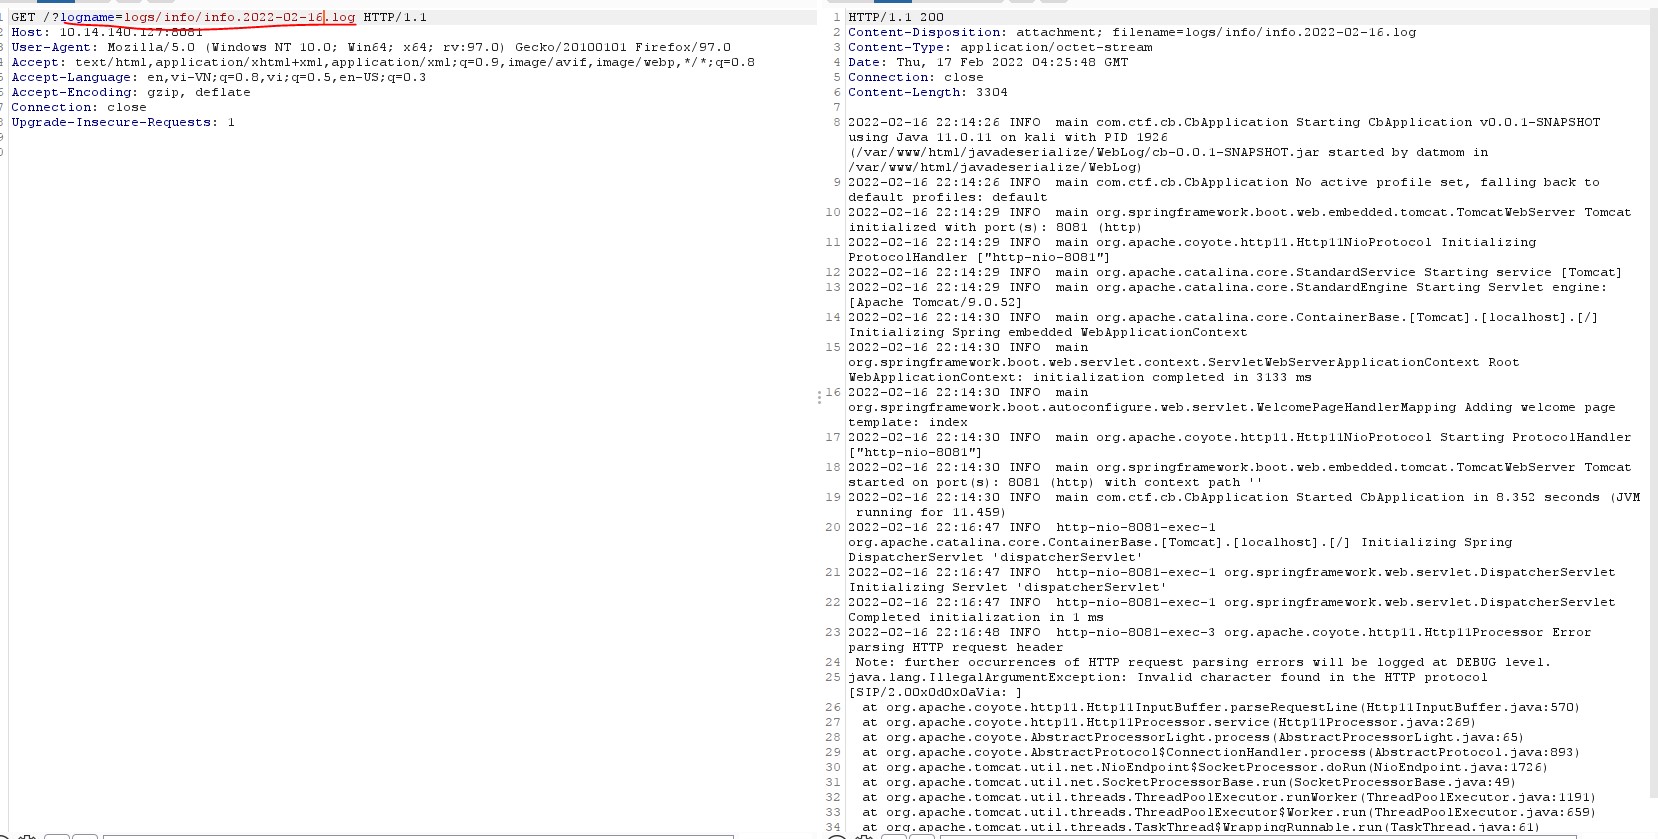 GET /?logname=logs/info/info.2022-02-16.log HTTP/1.1
Host: 10.14.140.127:8081
User-Agent: Mozilla/5.0 (Windows NT 10.0; Win64; x64; rv:97.0) Gecko/20100101 Firefox/97.0
Accept: text/html,application/xhtml+xml,application/xml;q=0.9,image/avif,image/webp,*/*;q=0.8
Accept-Language: en,vi-VN;q=0.8,vi;q=0.5,en-US;q=0.3
Accept-Encoding: gzip, deflate
Connection: close
Upgrade-Insecure-Requests: 1
1 HTTP/1.1 200
2 Content-Disposition: attachment; filename=logs/info/info.2022-02-16.log
3 Content-Type: application/octet-stream
4 Date: Thu, 17 Feb 2022 04:25:48 GMT
5 Connection: close
6 Content-Length: 3304
7
8 2022-02-16 22:14:26 INFO  main com.ctf.cb.CbApplication Starting CbApplication v0.0.1-SNAPSHOT
using Java 11.0.11 on kali with PID 1926
(/var/www/html/javadeserialize/WebLog/cb-0.0.1-SNAPSHOT.jar started by datmom in
/var/www/html/javadeserialize/WebLog)
9 2022-02-16 22:14:26 INFO  main com.ctf.cb.CbApplication No active profile set, falling back to
default profiles: default
10 2022-02-16 22:14:29 INFO  main org.springframework.boot.web.embedded.tomcat.TomcatWebServer Tomcat
initialized with port(s): 8081 (http)
11 2022-02-16 22:14:29 INFO  main org.apache.coyote.http11.Http11NioProtocol Initializing
ProtocolHandler ["http-nio-8081"]
12 2022-02-16 22:14:29 INFO  main org.apache.catalina.core.StandardService Starting service [Tomcat]
13 2022-02-16 22:14:29 INFO  main org.apache.catalina.core.StandardEngine Starting Servlet engine:
[Apache Tomcat/9.0.52]
14 2022-02-16 22:14:30 INFO  main org.apache.catalina.core.ContainerBase.[Tomcat].[localhost].[/]
Initializing Spring embedded WebApplicationContext
15 2022-02-16 22:14:30 INFO  main
org.springframework.boot.web.servlet.context.ServletWebServerApplicationContext Root
WebApplicationContext: initialization completed in 3133 ms
16 2022-02-16 22:14:30 INFO  main
org.springframework.boot.autoconfigure.web.servlet.WelcomePageHandlerMapping Adding welcome page
template: index
17 2022-02-16 22:14:30 INFO  main org.apache.coyote.http11.Http11NioProtocol Starting ProtocolHandler
["http-nio-8081"]
18 2022-02-16 22:14:30 INFO  main org.springframework.boot.web.embedded.tomcat.TomcatWebServer Tomcat
started on port(s): 8081 (http) with context path ''
19 2022-02-16 22:14:30 INFO  main com.ctf.cb.CbApplication Started CbApplication in 8.352 seconds (JVM
running for 11.459)
20 2022-02-16 22:16:47 INFO  http-nio-8081-exec-1
org.apache.catalina.core.ContainerBase.[Tomcat].[localhost].[/] Initializing Spring
DispatcherServlet 'dispatcherServlet'
21 2022-02-16 22:16:47 INFO  http-nio-8081-exec-1 org.springframework.web.servlet.DispatcherServlet
Initializing Servlet 'dispatcherServlet'
22 2022-02-16 22:16:47 INFO  http-nio-8081-exec-1 org.springframework.web.servlet.DispatcherServlet
Completed initialization in 1 ms
23 2022-02-16 22:16:48 INFO  http-nio-8081-exec-3 org.apache.coyote.http11.Http11Processor Error
parsing HTTP request header
24 Note: further occurrences of HTTP request parsing errors will be logged at DEBUG level.
25 java.lang.IllegalArgumentException: Invalid character found in the HTTP protocol
[SIP/2.00x0d0x0aVia: ]
26 at org.apache.coyote.http11.Http11InputBuffer.parseRequestLine(Http11InputBuffer.java:570)
27 at org.apache.coyote.http11.Http11Processor.service(Http11Processor.java:269)
28 at org.apache.coyote.AbstractProcessorLight.process(AbstractProcessorLight.java:65)
29 at org.apache.coyote.AbstractProtocol$ConnectionHandler.process(AbstractProtocol.java:893)
30 at org.apache.tomcat.util.net.NioEndpoint$SocketProcessor.doRun(NioEndpoint.java:1726)
31 at org.apache.tomcat.util.net.SocketProcessorBase.run(SocketProcessorBase.java:49)
32 at org.apache.tomcat.util.threads.ThreadPoolExecutor.runWorker(ThreadPoolExecutor.java:1191)
33 at org.apache.tomcat.util.threads.ThreadPoolExecutor$Worker.run(ThreadPoolExecutor.java:659)
34 at org.apache.tomcat.util.threads.TaskThread$WrappingRunnable.run(TaskThread.java:61)